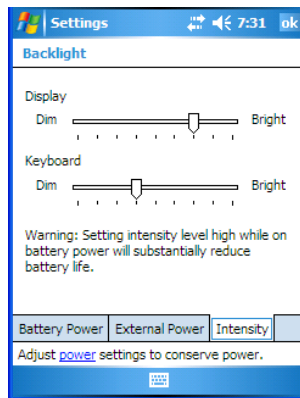 Settings 7:31 ok
Backlight
Display
Dim Bright
Keyboard
Dim Bright
Warning: Setting intensity level high while on
battery power will substantially reduce
battery life.
Battery Power External Power Intensity
Adjust power settings to conserve power.